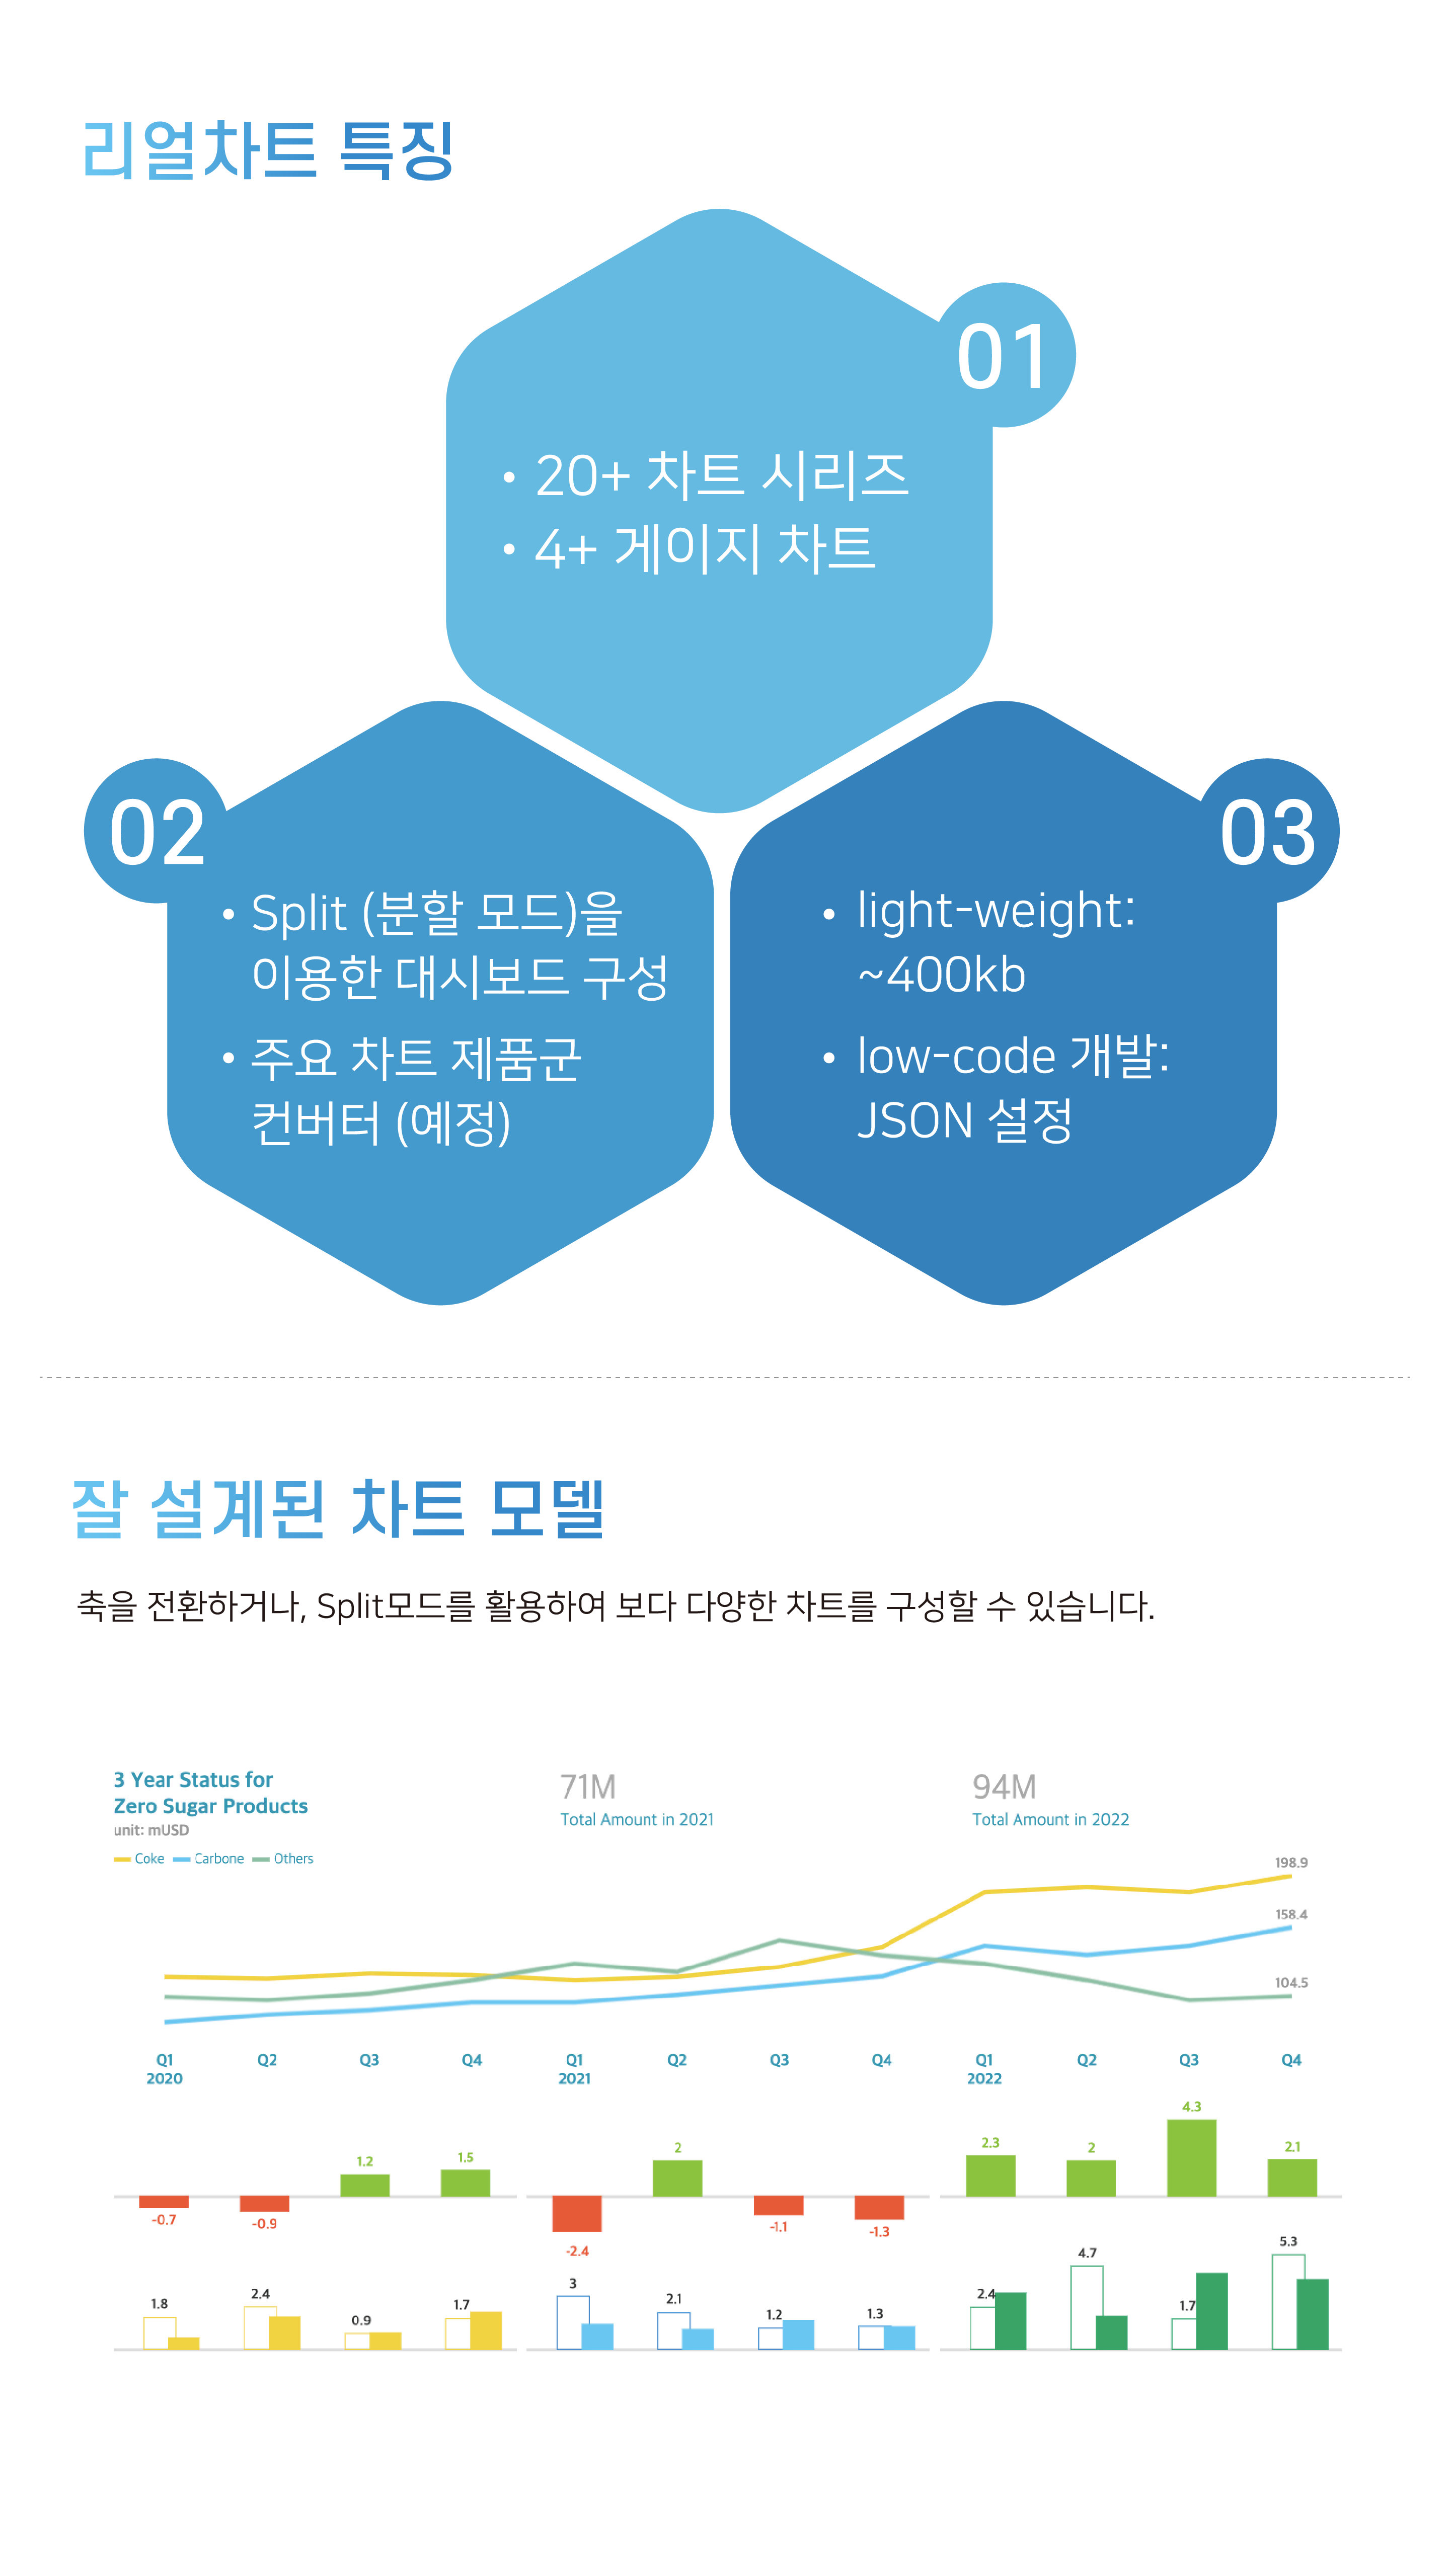 리얼차트 특징
01
• 20+ 차트 시리즈
• 4+ 게이지 차트
02
• Split (분할 모드)을
이용한 대시보드 구성
• 주요 차트 제품군
컨버터 (예정)
03
• light-weight:
~400kb
• low-code 개발:
JSON 설정
잘 설계된 차트 모델
축을 전환하거나, Split모드를 활용하여 보다 다양한 차트를 구성할 수 있습니다.
3 Year Status for
Zero Sugar Products
unit: mUSD
Coke Carbone Others
71M
Total Amount in 2021
94M
Total Amount in 2022
198.9
158.4
104.5
Q1 Q2 Q3 Q4 Q1 Q2 Q3 Q4 Q1 Q2 Q3 Q4
2020 2021 2022
-0.7 -0.9 1.2 1.5 -2.4 2 -1.1 -1.3 2.3 2 4.3 2.1
1.8 2.4 0.9 1.7 3 2.1 1.2 1.3 2.4 4.7 1.7 5.3